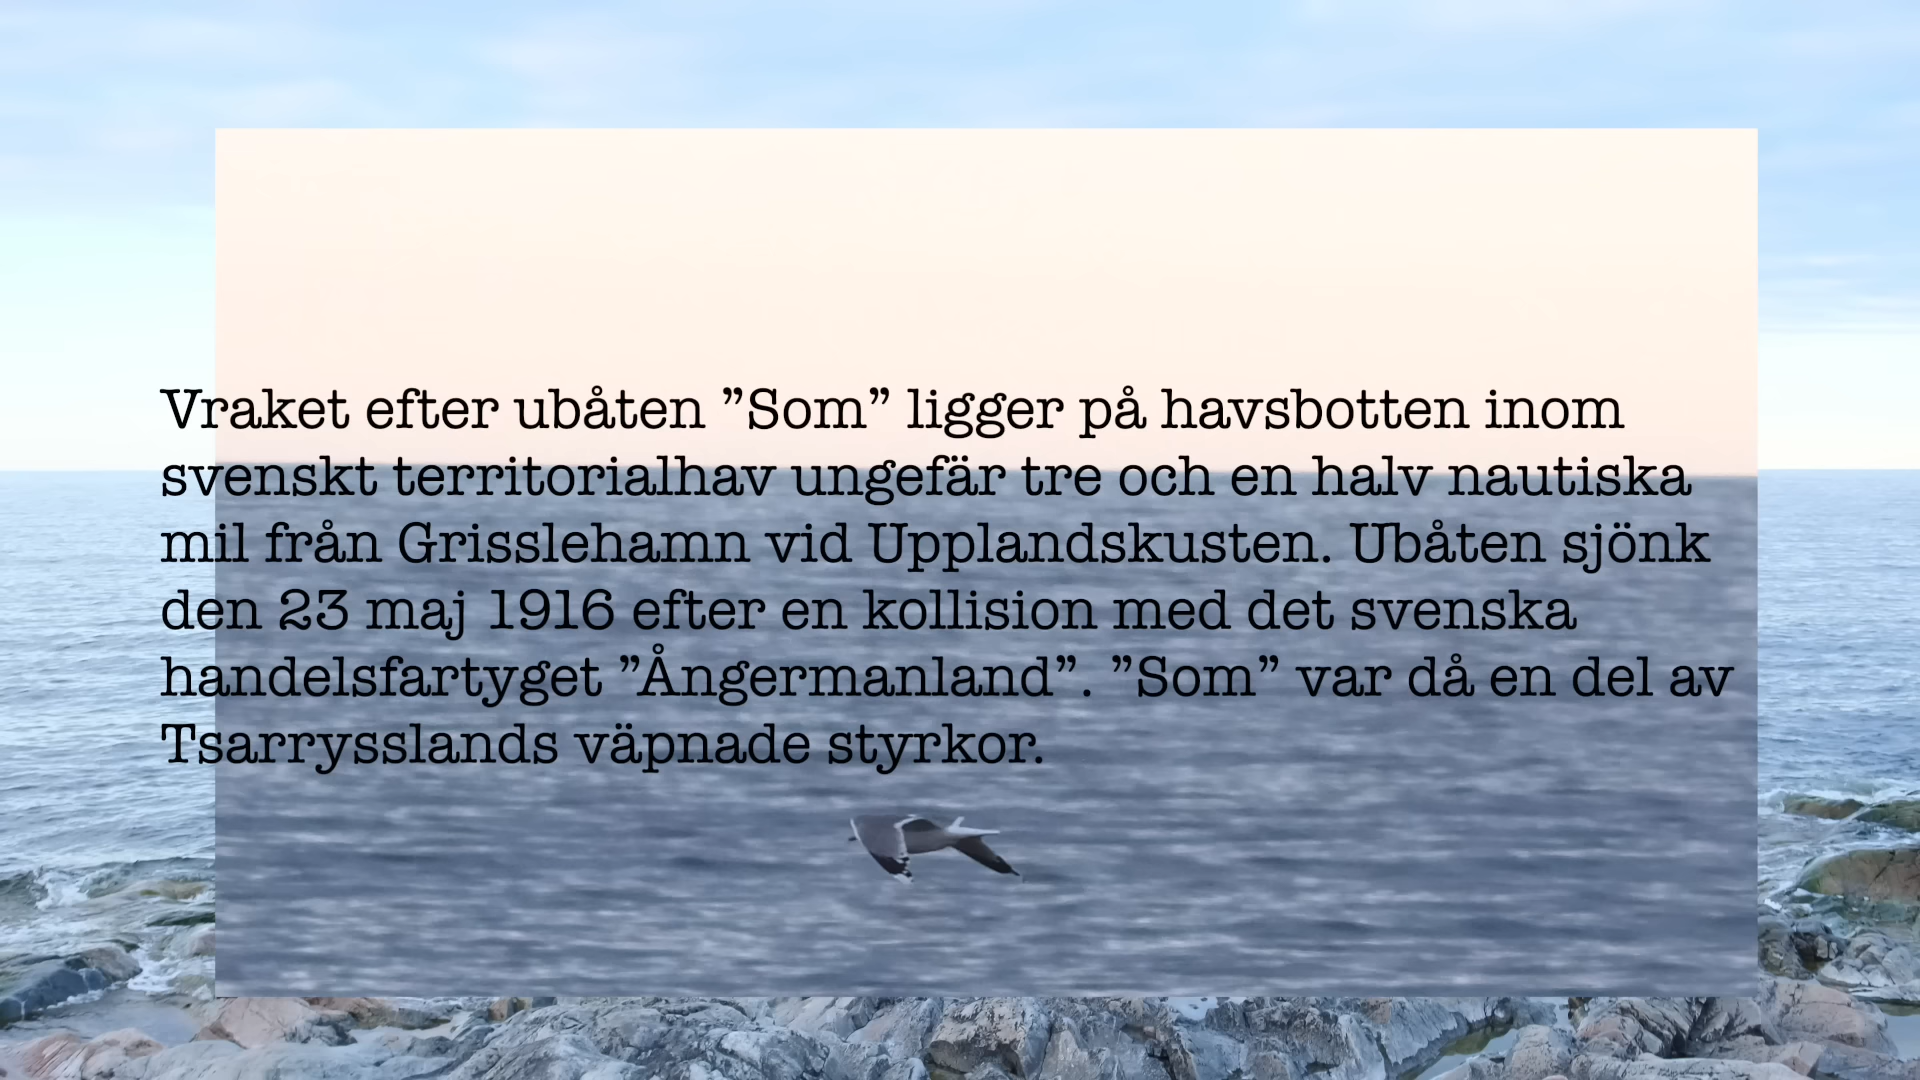 Vraket efter ubåten ”Som” ligger på havsbotten inom
svenskt territorialhav ungefär tre och en halv nautiska
mil från Grisslehamn vid Upplandskusten. Ubåten sjönk
den 23 maj 1916 efter en kollision med det svenska
handelsfartyget ”Ångermanland”. ”Som” var då en del av
Tsarrysslands väpnade styrkor.